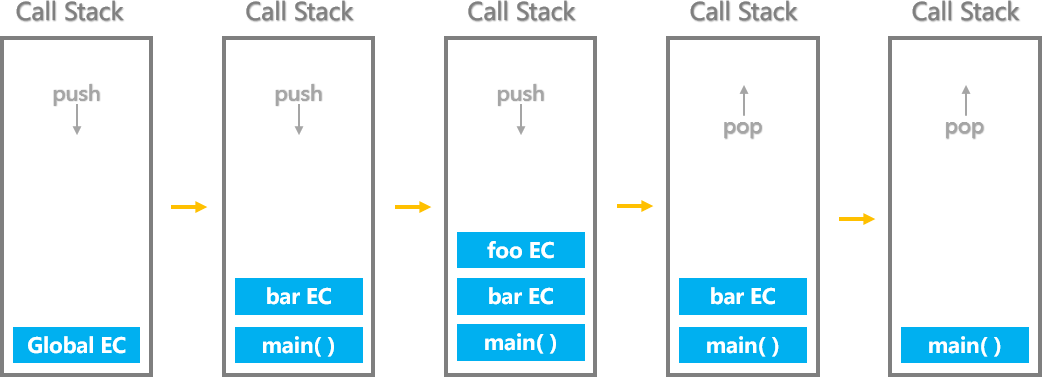 Call Stack
push
Global EC
Call Stack
push
bar EC
main( )
Call Stack
push
foo EC
bar EC
main( )
Call Stack
pop
bar EC
main( )
Call Stack
pop
main( )